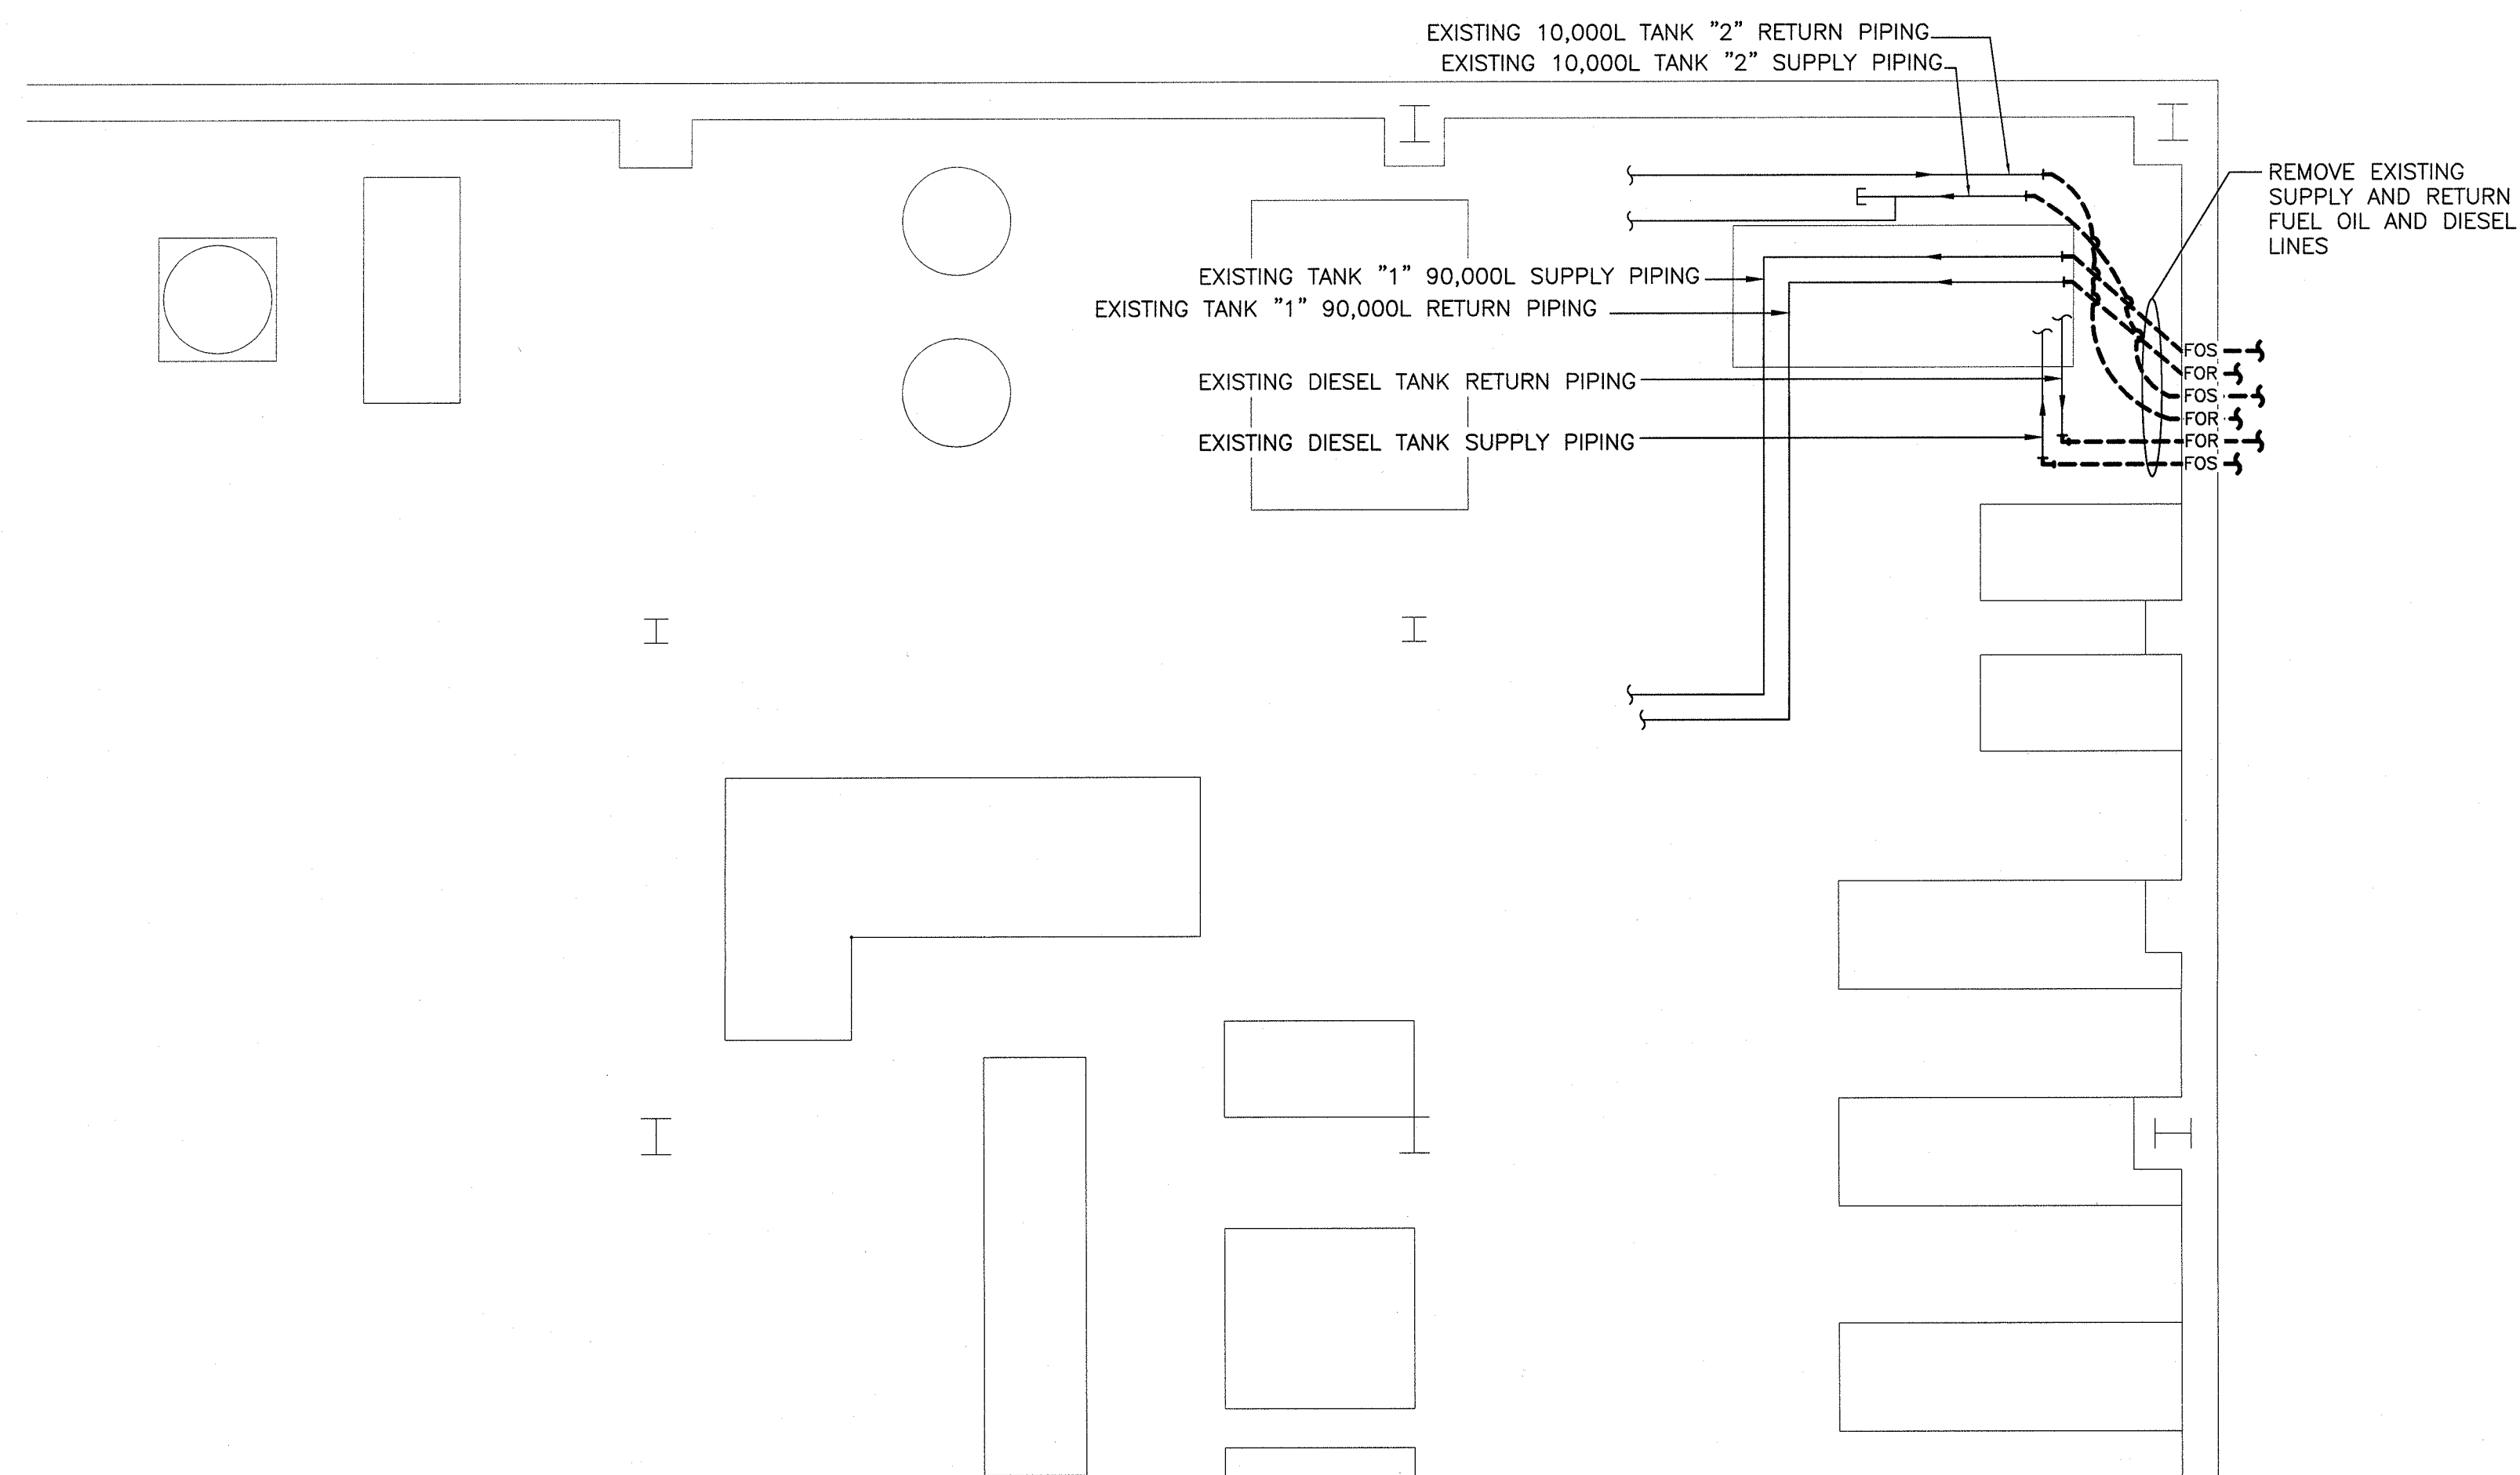 EXISTING 10,000L TANK "2" RETURN PIPING
EXISTING 10,000L TANK "2" SUPPLY PIPING
REMOVE EXISTING
SUPPLY AND RETURN
FUEL OIL AND DIESEL
LINES
EXISTING TANK "1" 90,000L SUPPLY PIPING
EXISTING TANK "1" 90,000L RETURN PIPING
EXISTING DIESEL TANK RETURN PIPING
EXISTING DIESEL TANK SUPPLY PIPING
FOS
FOR
FOS
FOR
FOR
FOS